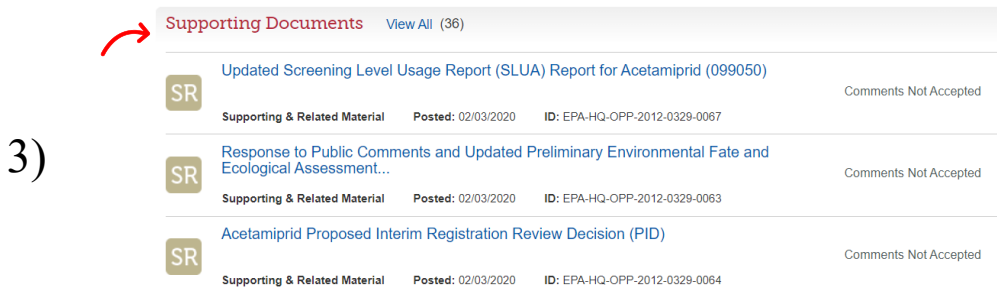 Supporting Documents View All (36)
SR
Updated Screening Level Usage Report (SLUA) Report for Acetamiprid (099050)
Comments Not Accepted
Supporting & Related Material Posted: 02/03/2020 ID: EPA-HQ-OPP-2012-0329-0067
3)
SR
Response to Public Comments and Updated Preliminary Environmental Fate and
Ecological Assessment...
Comments Not Accepted
Supporting & Related Material Posted: 02/03/2020 ID: EPA-HQ-OPP-2012-0329-0063
SR
Acetamiprid Proposed Interim Registration Review Decision (PID)
Comments Not Accepted
Supporting & Related Material Posted: 02/03/2020 ID: EPA-HQ-OPP-2012-0329-0064